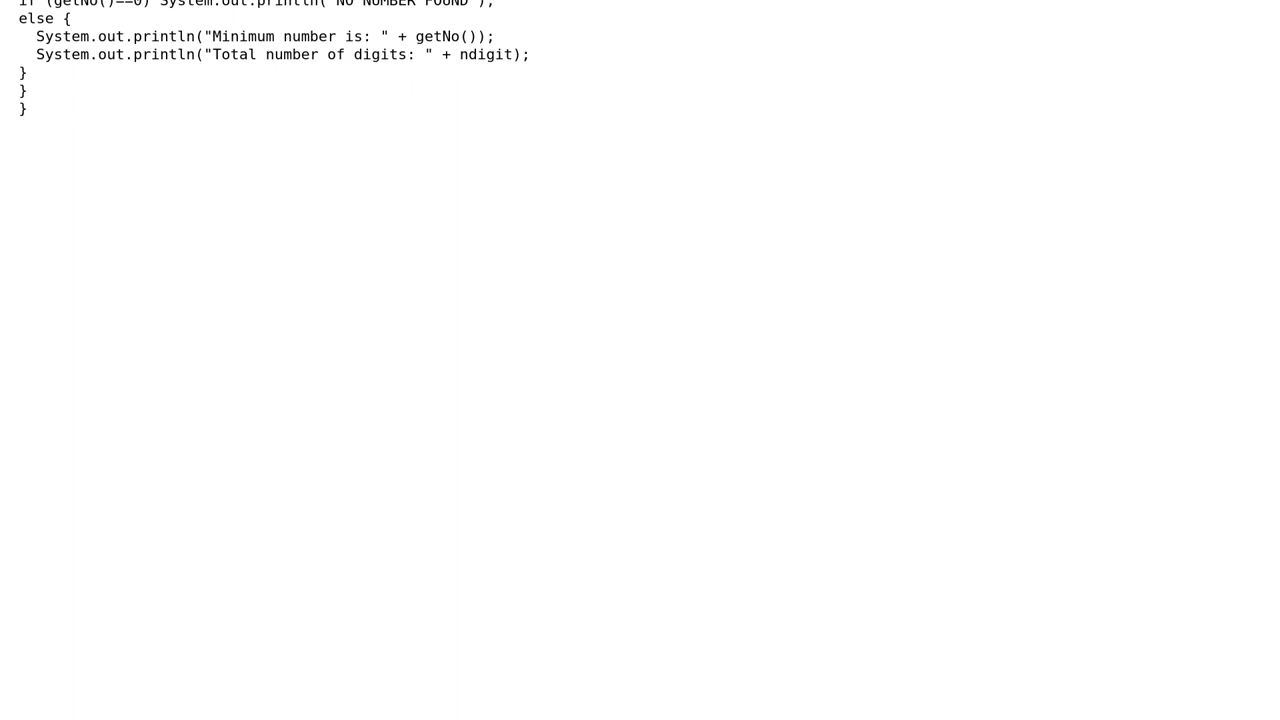 if (getNo()==0) System.out.println("NO NUMBER FOUND");
else {
  System.out.println("Minimum number is: " + getNo());
  System.out.println("Total number of digits: " + ndigit);
}
}
}